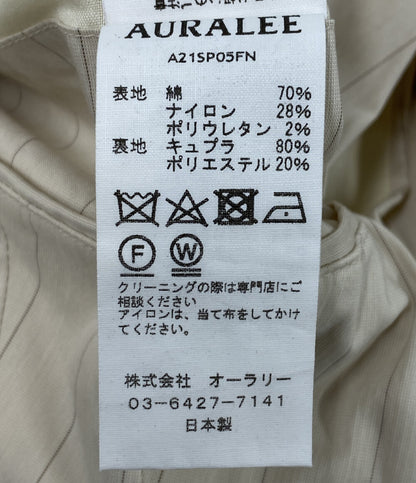 AURALEE
A21SP05FN
表地 綿 70%
ナイロン 28%
ポリウレタン 2%
裏地 キュプラ 80%
ポリエステル 20%
F W
クリーニングの際は専門店にご
相談ください
アイロンは、当て布をしてかけ
てください
株式会社 オーラリー
03-6427-7141
日本製